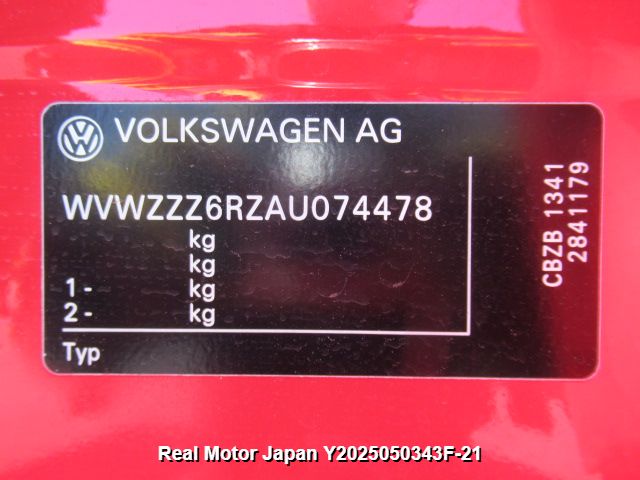 VOLKSWAGEN AG
WVWZZZ6RZAU074478
kg
kg
1- kg
2- kg
Typ
CBZB 1341
2841179
Real Motor Japan Y2025050343F-21